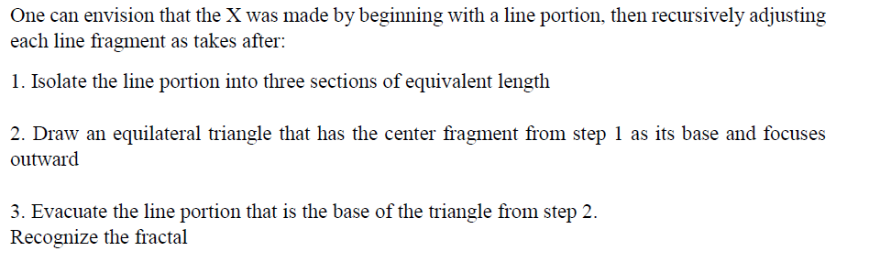 One can envision that the X was made by beginning with a line portion, then recursively adjusting
each line fragment as takes after:
1. Isolate the line portion into three sections of equivalent length
2. Draw an equilateral triangle that has the center fragment from step 1 as its base and focuses
outward
3. Evacuate the line portion that is the base of the triangle from step 2.
Recognize the fractal